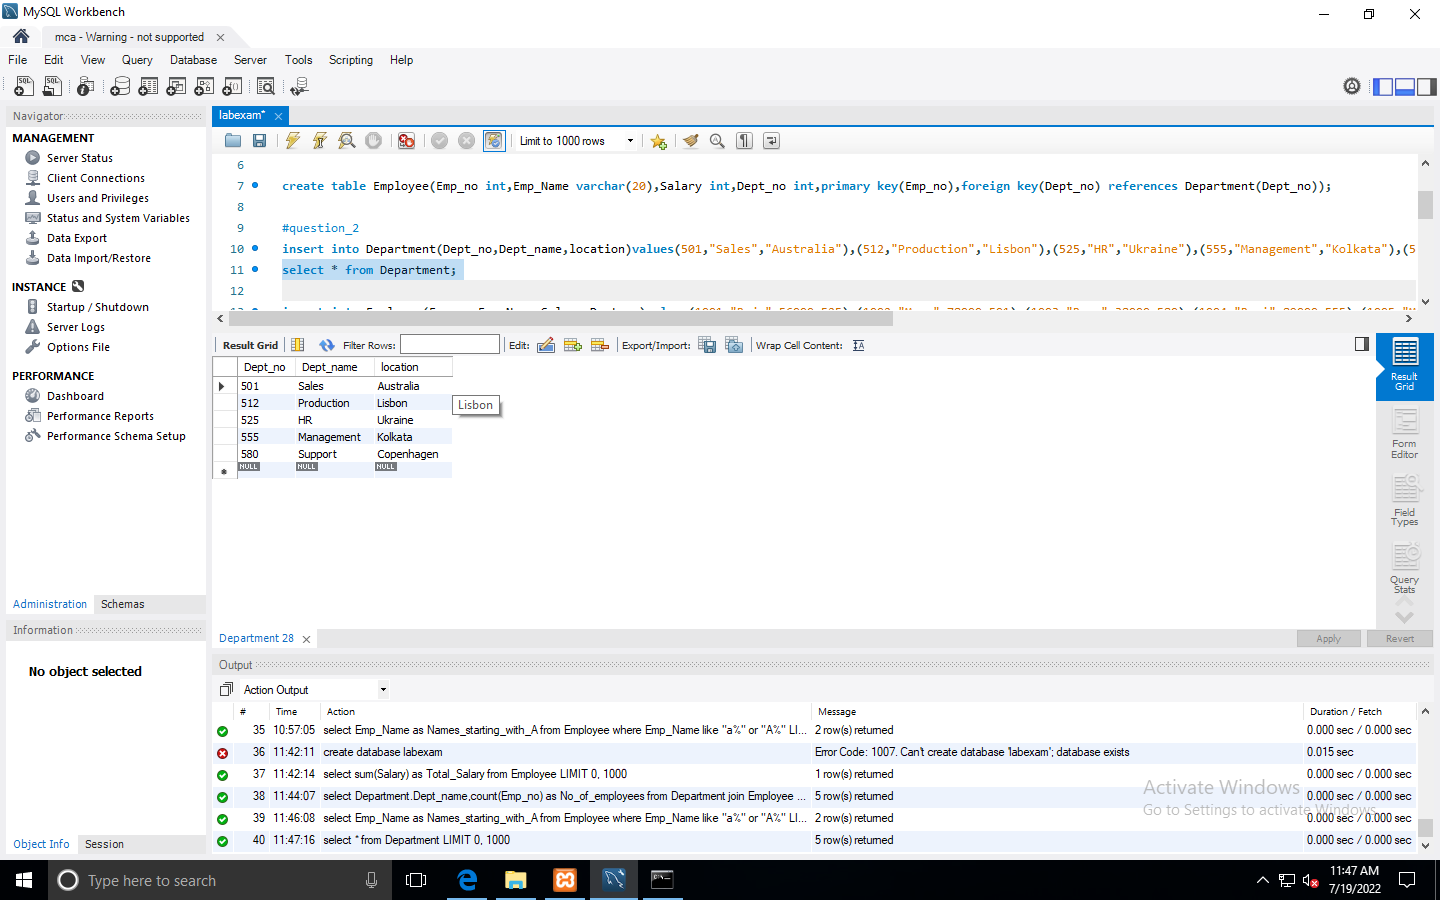 MySQL Workbench
mca - Warning - not supported
File Edit View Query Database Server Tools Scripting Help
Navigator
MANAGEMENT
Server Status
Client Connections
Users and Privileges
Status and System Variables
Data Export
Data Import/Restore
INSTANCE
Startup / Shutdown
Server Logs
Options File
PERFORMANCE
Dashboard
Performance Reports
Performance Schema Setup
Administration Schemas
Information
No object selected
Object Info Session
labexam*
Limit to 1000 rows
6
7 create table Employee(Emp_no int,Emp_Name varchar(20),Salary int,Dept_no int,primary key(Emp_no),foreign key(Dept_no) references Department(Dept_no));
8
9 #question_2
10 insert into Department(Dept_no,Dept_name,location)values(501,"Sales","Australia"),(512,"Production","Lisbon"),(525,"HR","Ukraine"),(555,"Management","Kolkata"),(5
11 select * from Department;
12
Result Grid Filter Rows: Edit: Export/Import: Wrap Cell Content:
Dept_no Dept_name location
501 Sales Australia
512 Production Lisbon
525 HR Ukraine
555 Management Kolkata
580 Support Copenhagen
NULL NULL NULL
Lisbon
Result Grid
Form Editor
Field Types
Query Stats
Department 28
Apply Revert
Output
Action Output
# Time Action Message Duration / Fetch
35 10:57:05 select Emp_Name as Names_starting_with_A from Employee where Emp_Name like "a%" or "A%" LI... 2 row(s) returned 0.000 sec / 0.000 sec
36 11:42:11 create database labexam Error Code: 1007. Can't create database 'labexam'; database exists 0.015 sec
37 11:42:14 select sum(Salary) as Total_Salary from Employee LIMIT 0, 1000 1 row(s) returned 0.000 sec / 0.000 sec
38 11:44:07 select Department.Dept_name,count(Emp_no) as No_of_employees from Department join Employee ... 5 row(s) returned 0.000 sec / 0.000 sec
39 11:46:08 select Emp_Name as Names_starting_with_A from Employee where Emp_Name like "a%" or "A%" LI... 2 row(s) returned 0.000 sec / 0.000 sec
40 11:47:16 select * from Department LIMIT 0, 1000 5 row(s) returned 0.000 sec / 0.000 sec
Activate Windows
Go to Settings to activate Windows.
Type here to search
11:47 AM
7/19/2022